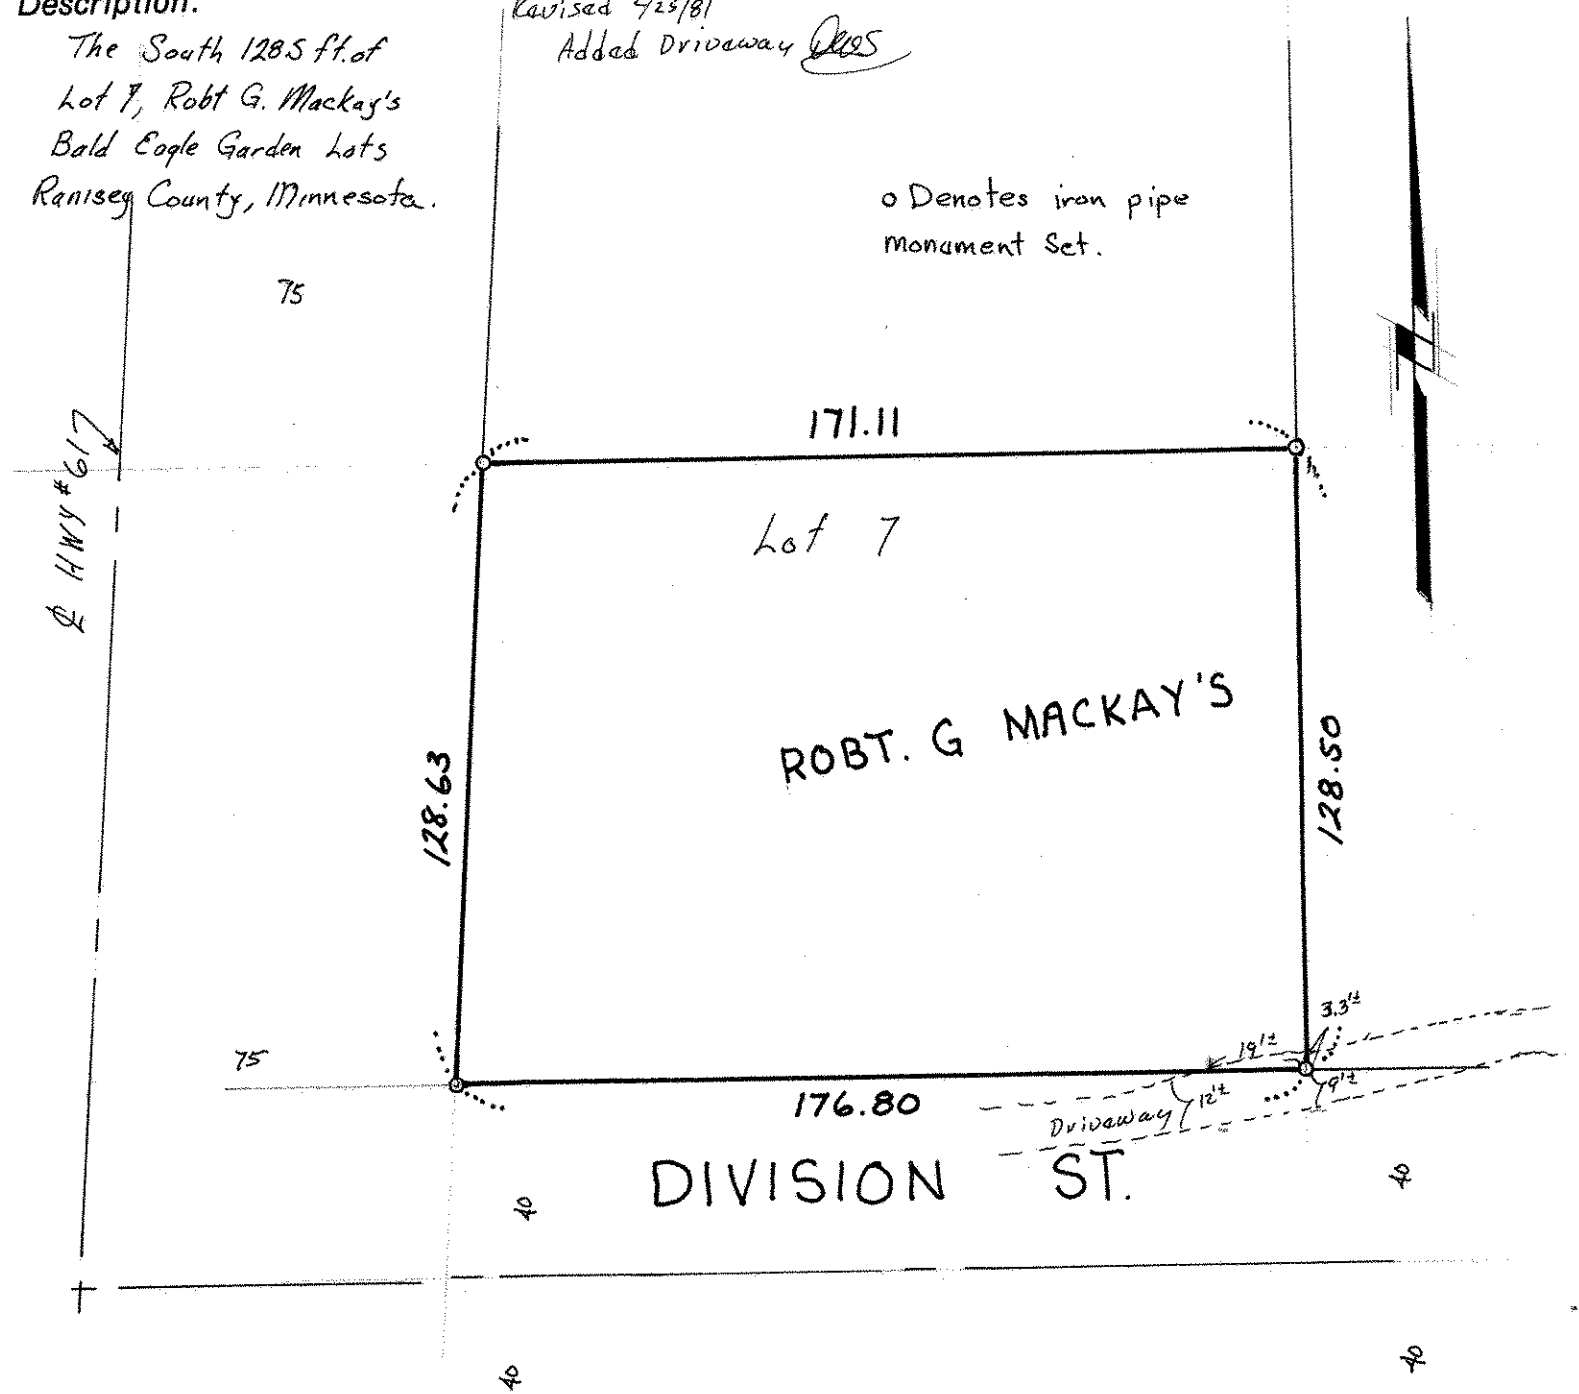 Description:
The South 128.5 ft. of
Lot 7, Robt G. Mackay's
Bald Eagle Garden Lots
Ramsey County, Minnesota.
Revised 4/25/81
Added Driveway
o Denotes iron pipe
monument Set.
75
171.11
℄ HWY #617
Lot 7
ROBT. G MACKAY'S
128.63
128.50
3.3'±
19'±
75
176.80
Driveway
12'±
9'±
DIVISION ST.
40
40
40
40